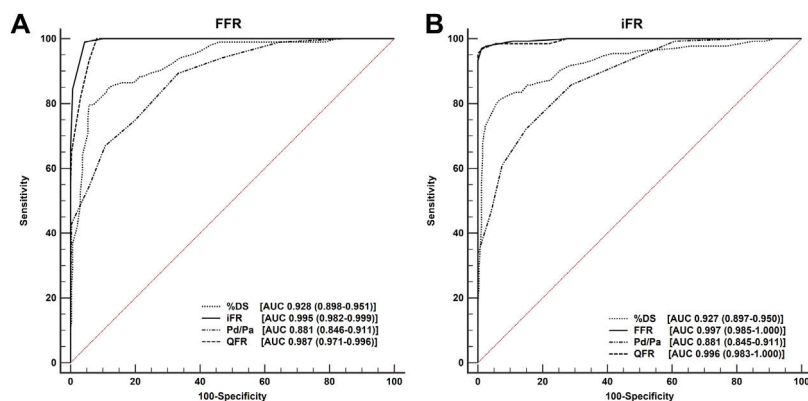 A
FFR
100
80
60
40
20
0
Sensitivity
%DS [AUC 0.928 (0.898-0.951)]
iFR [AUC 0.995 (0.982-0.999)]
Pd/Pa [AUC 0.881 (0.846-0.911)]
QFR [AUC 0.987 (0.971-0.996)]
0 20 40 60 80 100
100-Specificity
B
iFR
100
80
60
40
20
0
Sensitivity
%DS [AUC 0.927 (0.897-0.950)]
FFR [AUC 0.997 (0.985-1.000)]
Pd/Pa [AUC 0.881 (0.845-0.911)]
QFR [AUC 0.996 (0.983-1.000)]
0 20 40 60 80 100
100-Specificity